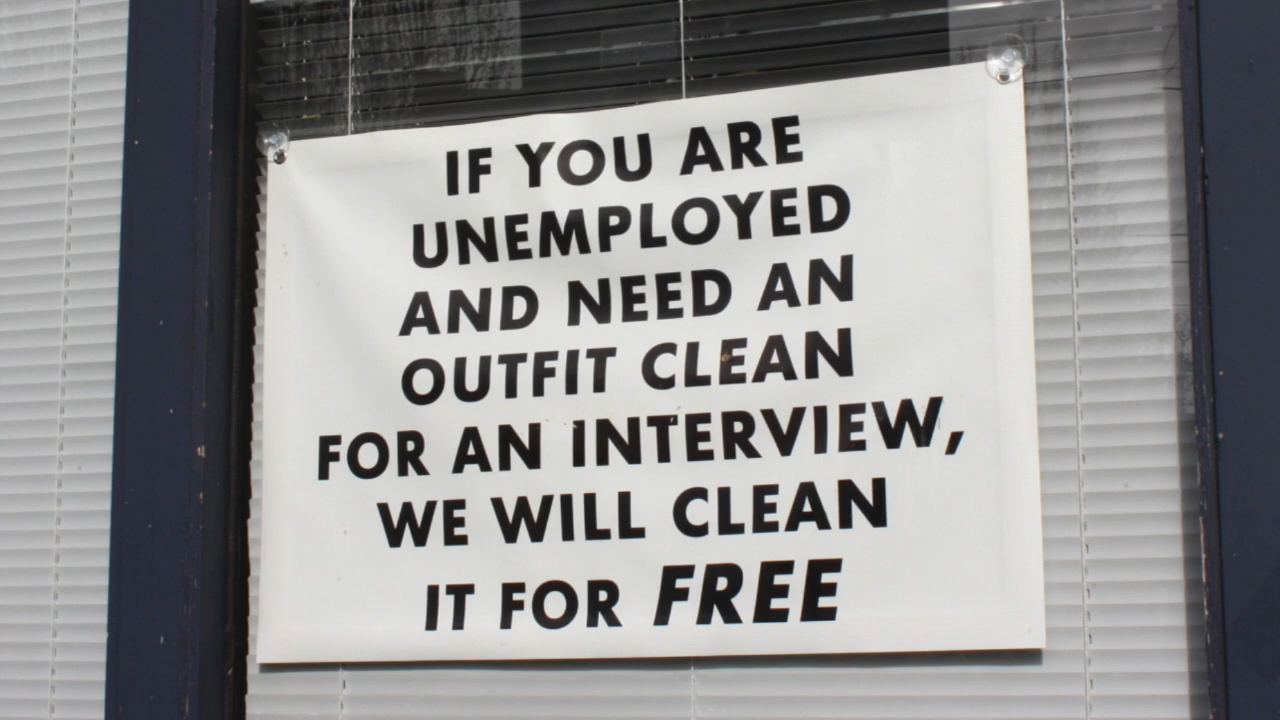 IF YOU ARE
UNEMPLOYED
AND NEED AN
OUTFIT CLEAN
FOR AN INTERVIEW,
WE WILL CLEAN
IT FOR FREE